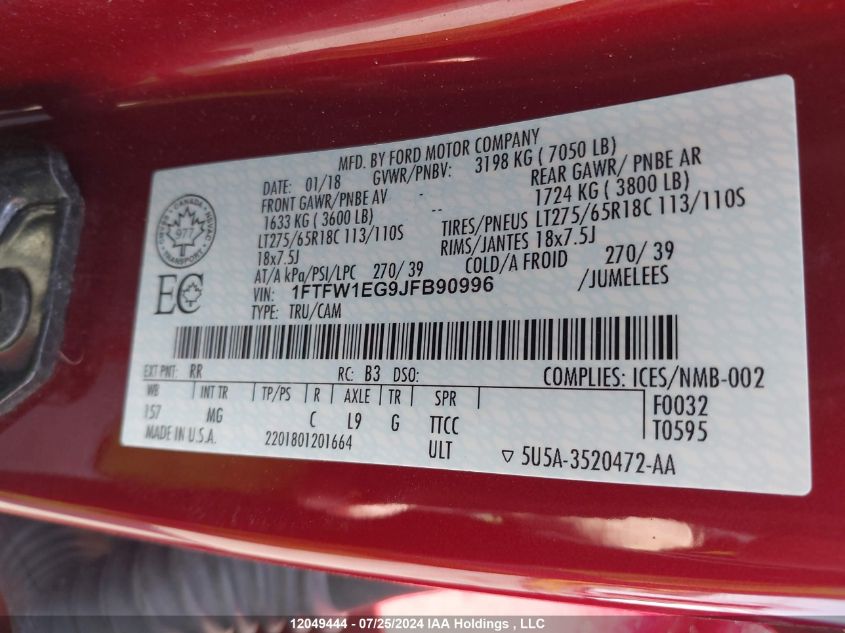 MFD. BY FORD MOTOR COMPANY
DATE: 01/18 GVWR/PNBV: 3198 KG ( 7050 LB)
FRONT GAWR/PNBE AV - REAR GAWR/ PNBE AR
1633 KG ( 3600 LB) -- 1724 KG ( 3800 LB)
LT275/65R18C 113/110S TIRES/PNEUS LT275/65R18C 113/110S
18x7.5J RIMS/JANTES 18x7.5J
AT/A kPa/PSI/LPC 270/ 39 COLD/A FROID 270/ 39
VIN: 1FTFW1EG9JFB90996 /JUMELEES
TYPE: TRU/CAM
CANADA
977
TRANSPORT
EC
EXT PNT: RR RC: B3 DSO: COMPLIES: ICES/NMB-002
WB INT TR TP/PS R AXLE TR SPR F0032
157 MG C L9 G TTCC T0595
MADE IN U.S.A. 2201801201664 ULT ▽ 5U5A-3520472-AA
12049444 - 07/25/2024 IAA Holdings , LLC